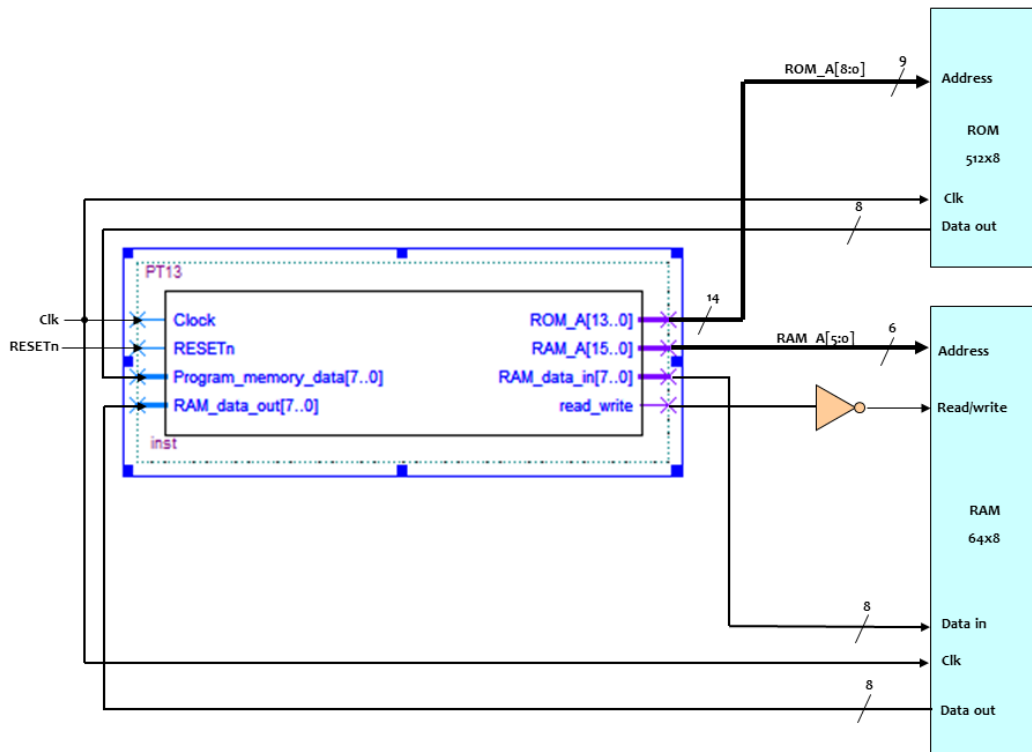 ROM_A[8:0]
9
Address
ROM
512x8
Clk
8
Data out
PT13
Clk
Clock
ROM_A[13..0]
14
RESETn
RESETn
RAM_A[15..0]
RAM_A[5:0]
6
Address
Program_memory_data[7..0]
RAM_data_in[7..0]
RAM_data_out[7..0]
read_write
Read/write
inst
RAM
64x8
8
Data in
Clk
8
Data out